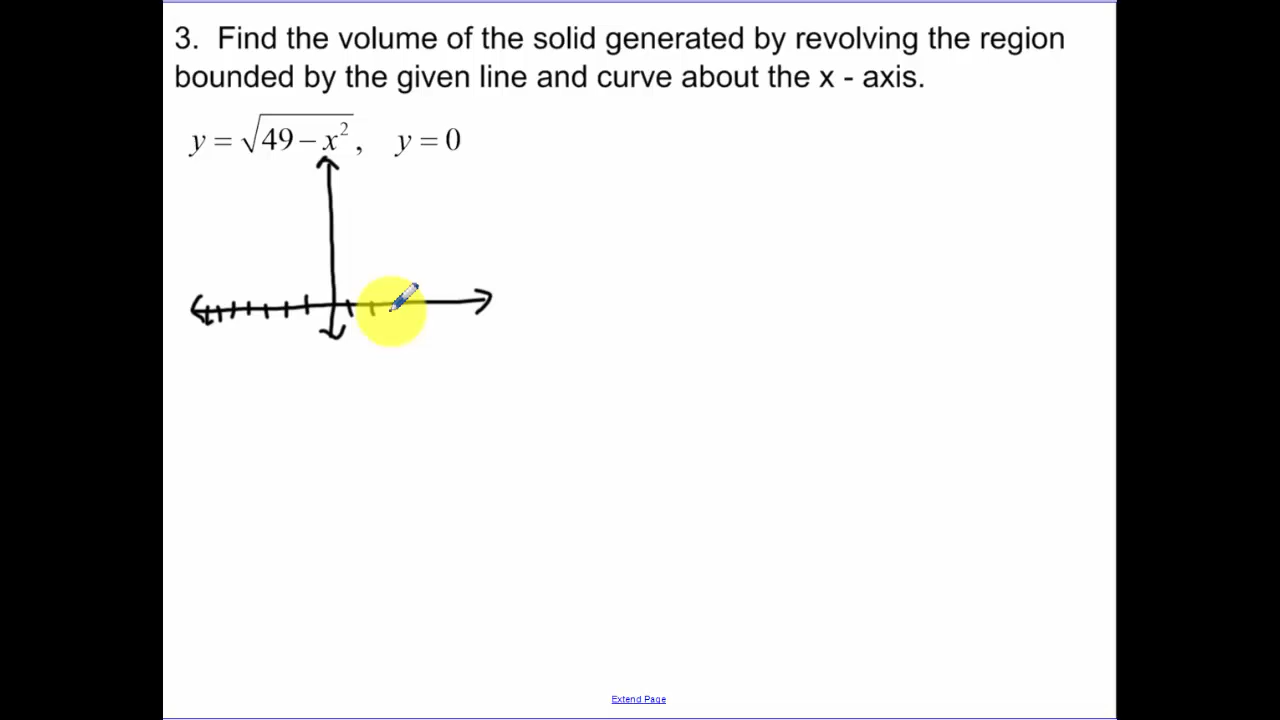 3. Find the volume of the solid generated by revolving the region
bounded by the given line and curve about the x - axis.
y = √(49 − x²), y = 0
Extend Page